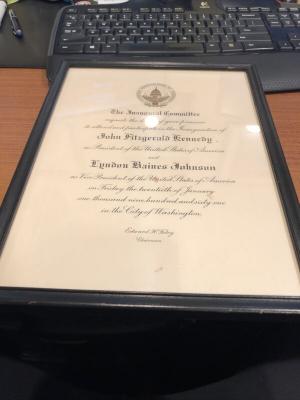 The Inaugural Committee
requests the honor of your presence
to attend and participate in the Inauguration of
John Fitzgerald Kennedy
as President of the United States of America
and
Lyndon Baines Johnson
as Vice President of the United States of America
on Friday the twentieth of January
one thousand nine hundred and sixty one
in the City of Washington.
Edward H. Foley
Chairman